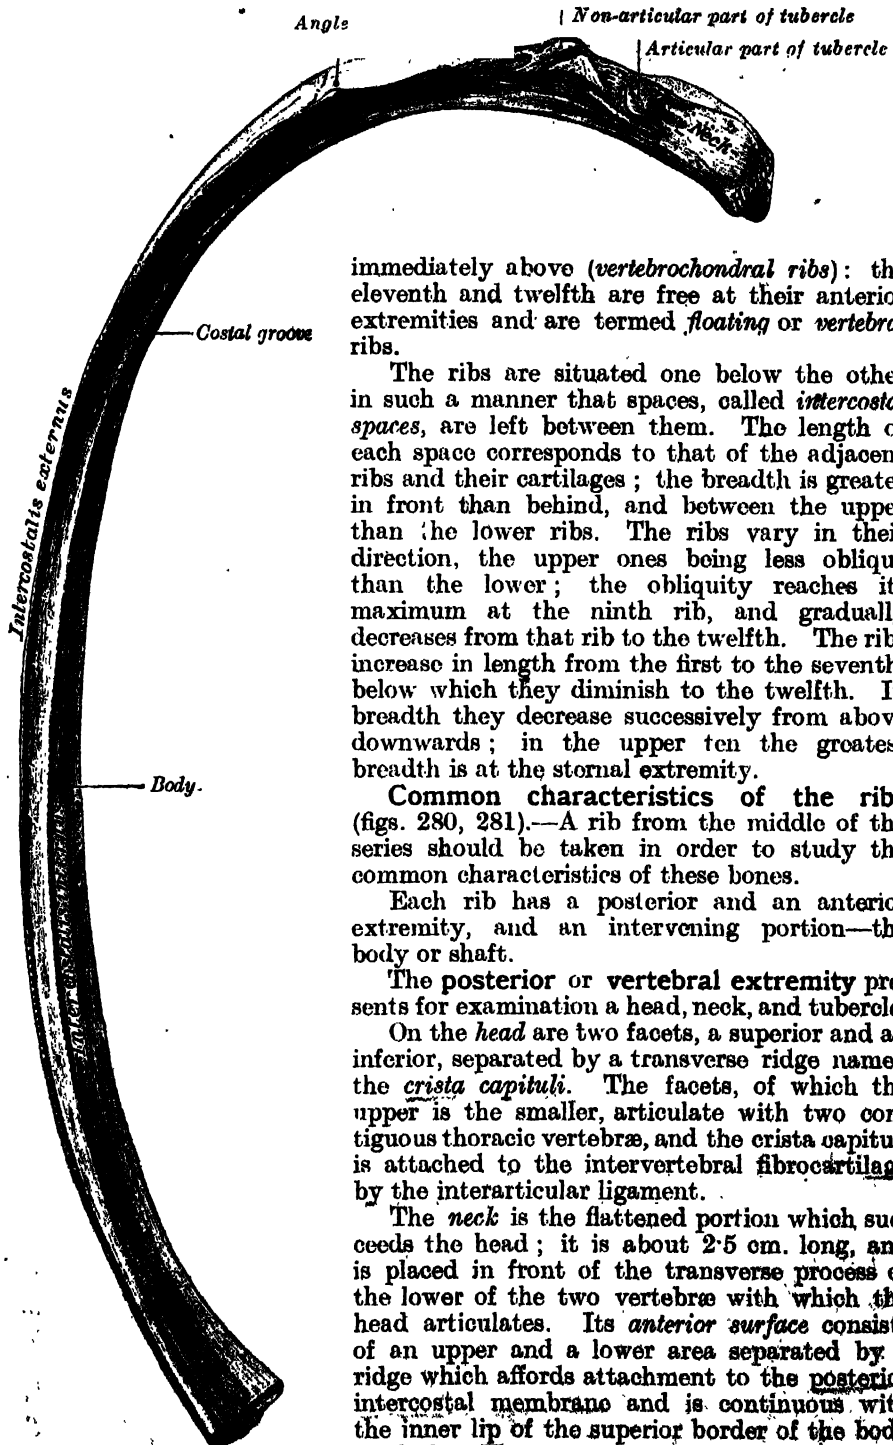 Angle
Non-articular part of tubercle
Articular part of tubercle
Neck
Costal groove
Intercostalis externus
Body
immediately above (vertebrochondral ribs): th
eleventh and twelfth are free at their anterio
extremities and are termed floating or vertebra
ribs.
The ribs are situated one below the othe
in such a manner that spaces, called intercosta
spaces, are left between them. The length o
each space corresponds to that of the adjacen
ribs and their cartilages; the breadth is greate
in front than behind, and between the uppe
than the lower ribs. The ribs vary in thei
direction, the upper ones being less obliqu
than the lower; the obliquity reaches it
maximum at the ninth rib, and graduall
decreases from that rib to the twelfth. The rib
increase in length from the first to the seventh
below which they diminish to the twelfth. I
breadth they decrease successively from abov
downwards; in the upper ten the greates
breadth is at the sternal extremity.
Common characteristics of the rib
(figs. 280, 281).—A rib from the middle of th
series should be taken in order to study th
common characteristics of these bones.
Each rib has a posterior and an anterio
extremity, and an intervening portion—th
body or shaft.
The posterior or vertebral extremity pre
sents for examination a head, neck, and tubercle
On the head are two facets, a superior and a
inferior, separated by a transverse ridge name
the crista capituli. The facets, of which th
upper is the smaller, articulate with two con
tiguous thoracic vertebræ, and the crista capitu
is attached to the intervertebral fibrocartilag
by the interarticular ligament.
The neck is the flattened portion which suc
ceeds the head; it is about 2·5 cm. long, an
is placed in front of the transverse process o
the lower of the two vertebræ with which th
head articulates. Its anterior surface consist
of an upper and a lower area separated by
ridge which affords attachment to the posterio
intercostal membrane and is continuous wit
the inner lip of the superior border of the bod